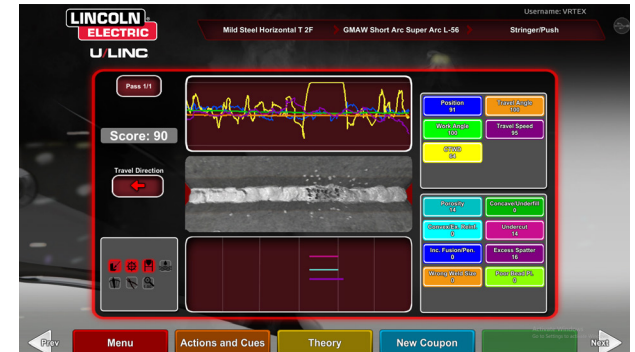 Username: VRTEX
LINCOLN
ELECTRIC
U/LINC
Mild Steel Horizontal T 2F
GMAW Short Arc Super Arc L-56
Stringer/Push
Pass 1/1
Score: 90
Travel Direction
Position
91
Travel Angle
100
Work Angle
100
Travel Speed
95
CTWD
64
Porosity
14
Concave/Underfill
0
Convex/Ex. Reinf.
0
Undercut
14
Inc. Fusion/Pen.
0
Excess Spatter
16
Wrong Weld Size
0
Poor Bead Pl.
0
Prev
Menu
Actions and Cues
Theory
New Coupon
Next